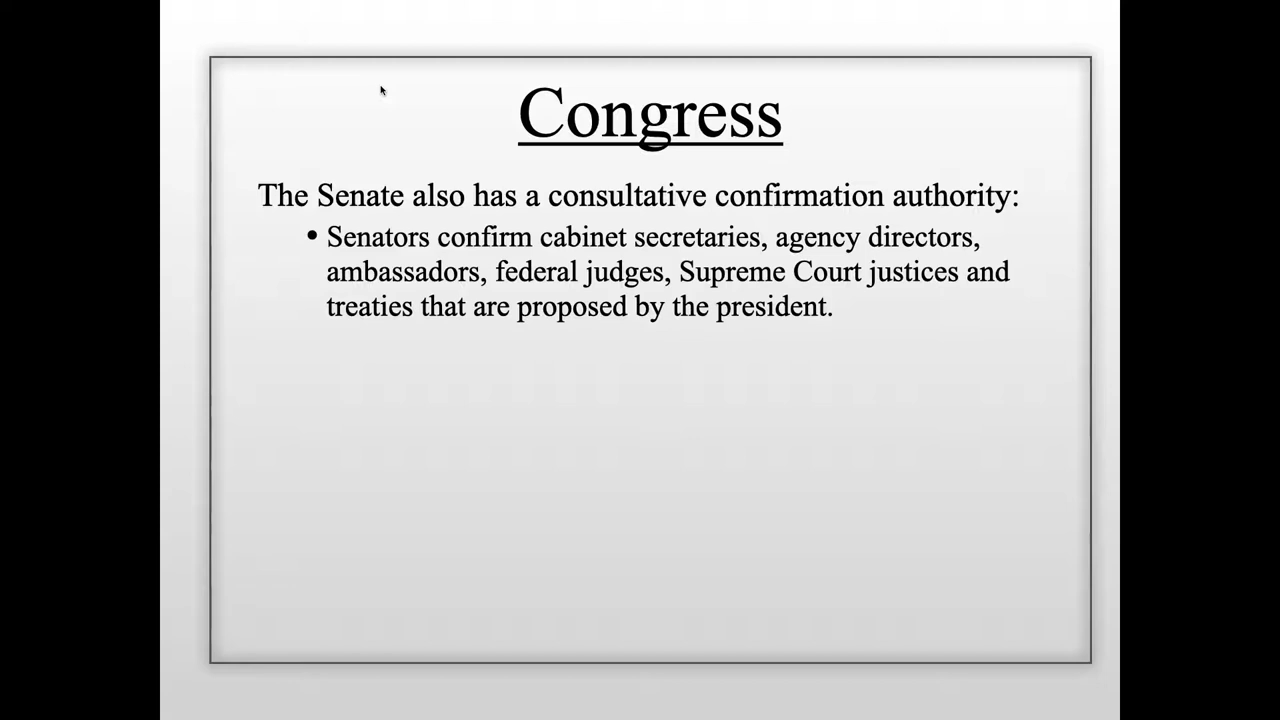 Congress
The Senate also has a consultative confirmation authority:
• Senators confirm cabinet secretaries, agency directors,
ambassadors, federal judges, Supreme Court justices and
treaties that are proposed by the president.